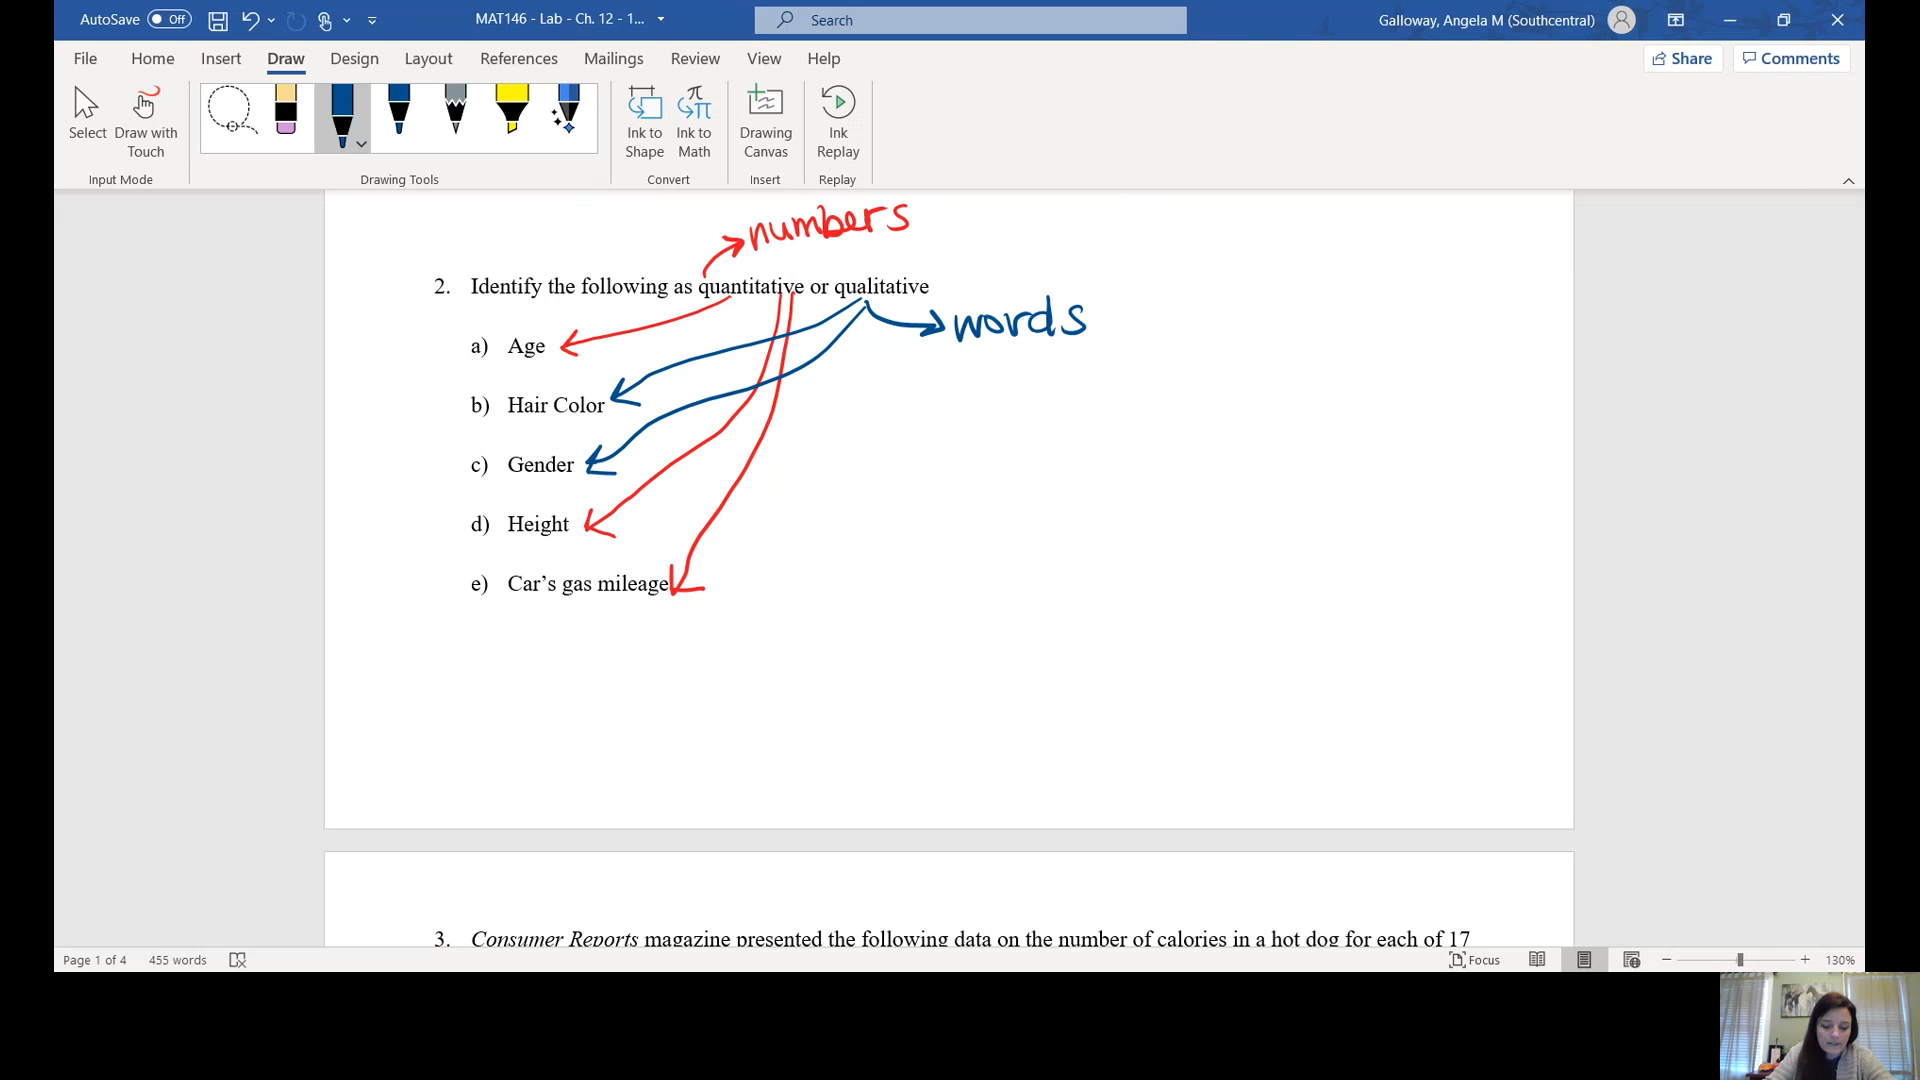 AutoSave Off MAT146 - Lab - Ch. 12 - 1... Search Galloway, Angela M (Southcentral)
File Home Insert Draw Design Layout References Mailings Review View Help Share Comments
Select Draw with Touch Ink to Shape Ink to Math Drawing Canvas Ink Replay
Input Mode Drawing Tools Convert Insert Replay
numbers
2. Identify the following as quantitative or qualitative
words
a) Age
b) Hair Color
c) Gender
d) Height
e) Car's gas mileage
3. Consumer Reports magazine presented the following data on the number of calories in a hot dog for each of 17
Page 1 of 4 455 words Focus 130%